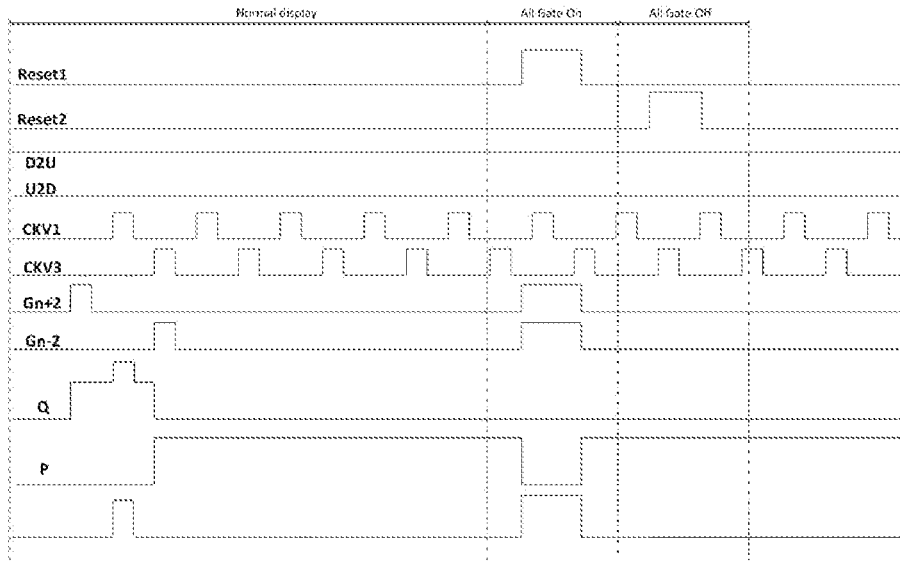 Normal display All Gate On All Gate Off
Reset1
Reset2
D2U
U2D
CKV1
CKV3
Gn+2
Gn-2
Q
P